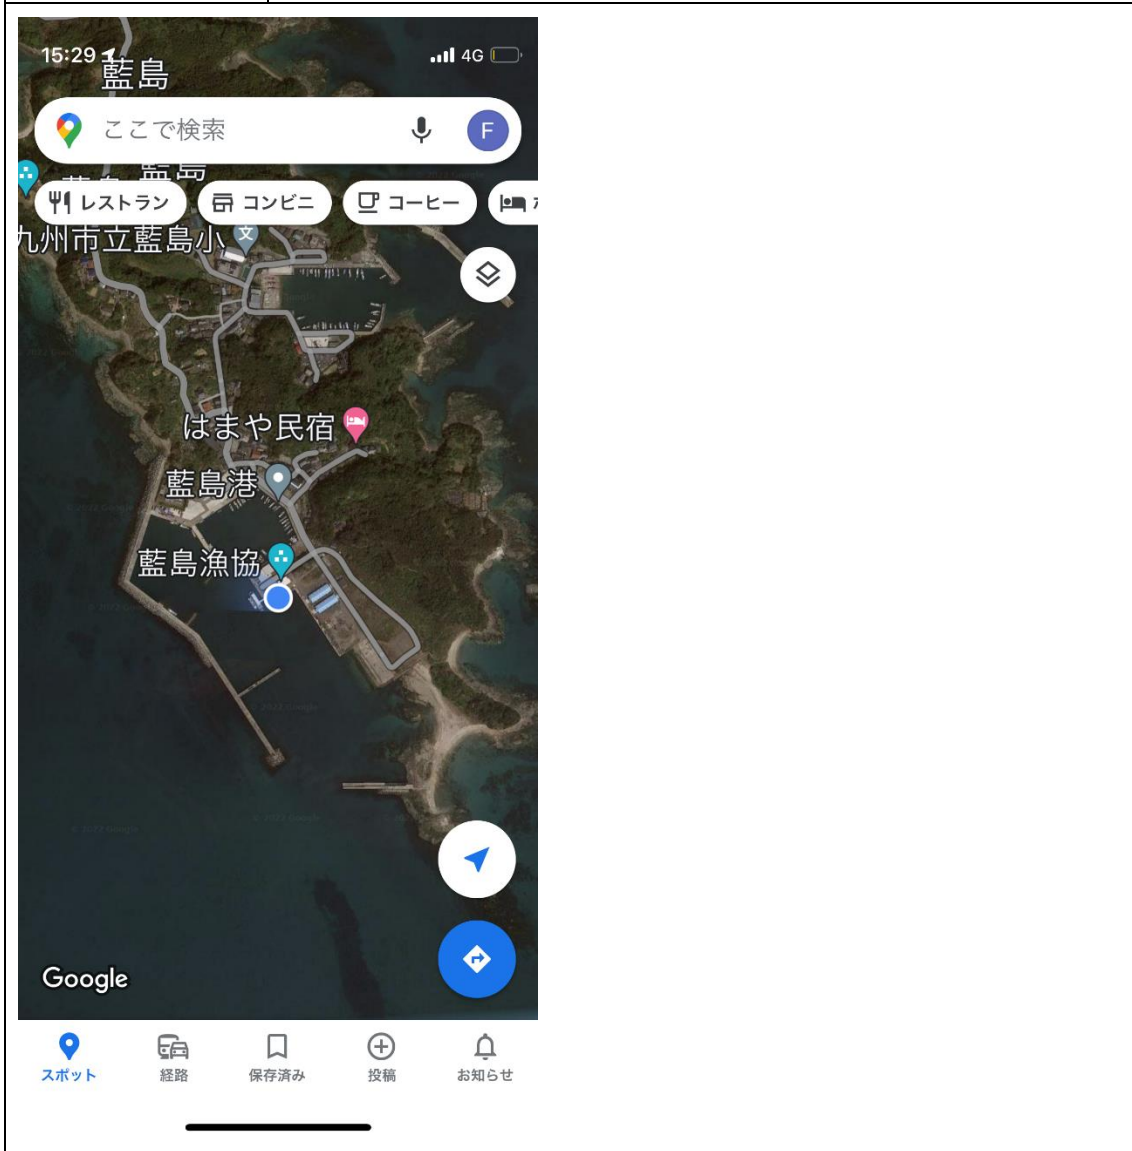 15:29
4G
藍島
ここで検索
F
藍島
レストラン
コンビニ
コーヒー
九州市立藍島小
文
はまや民宿
藍島港
藍島漁協
Google
スポット
経路
保存済み
投稿
お知らせ